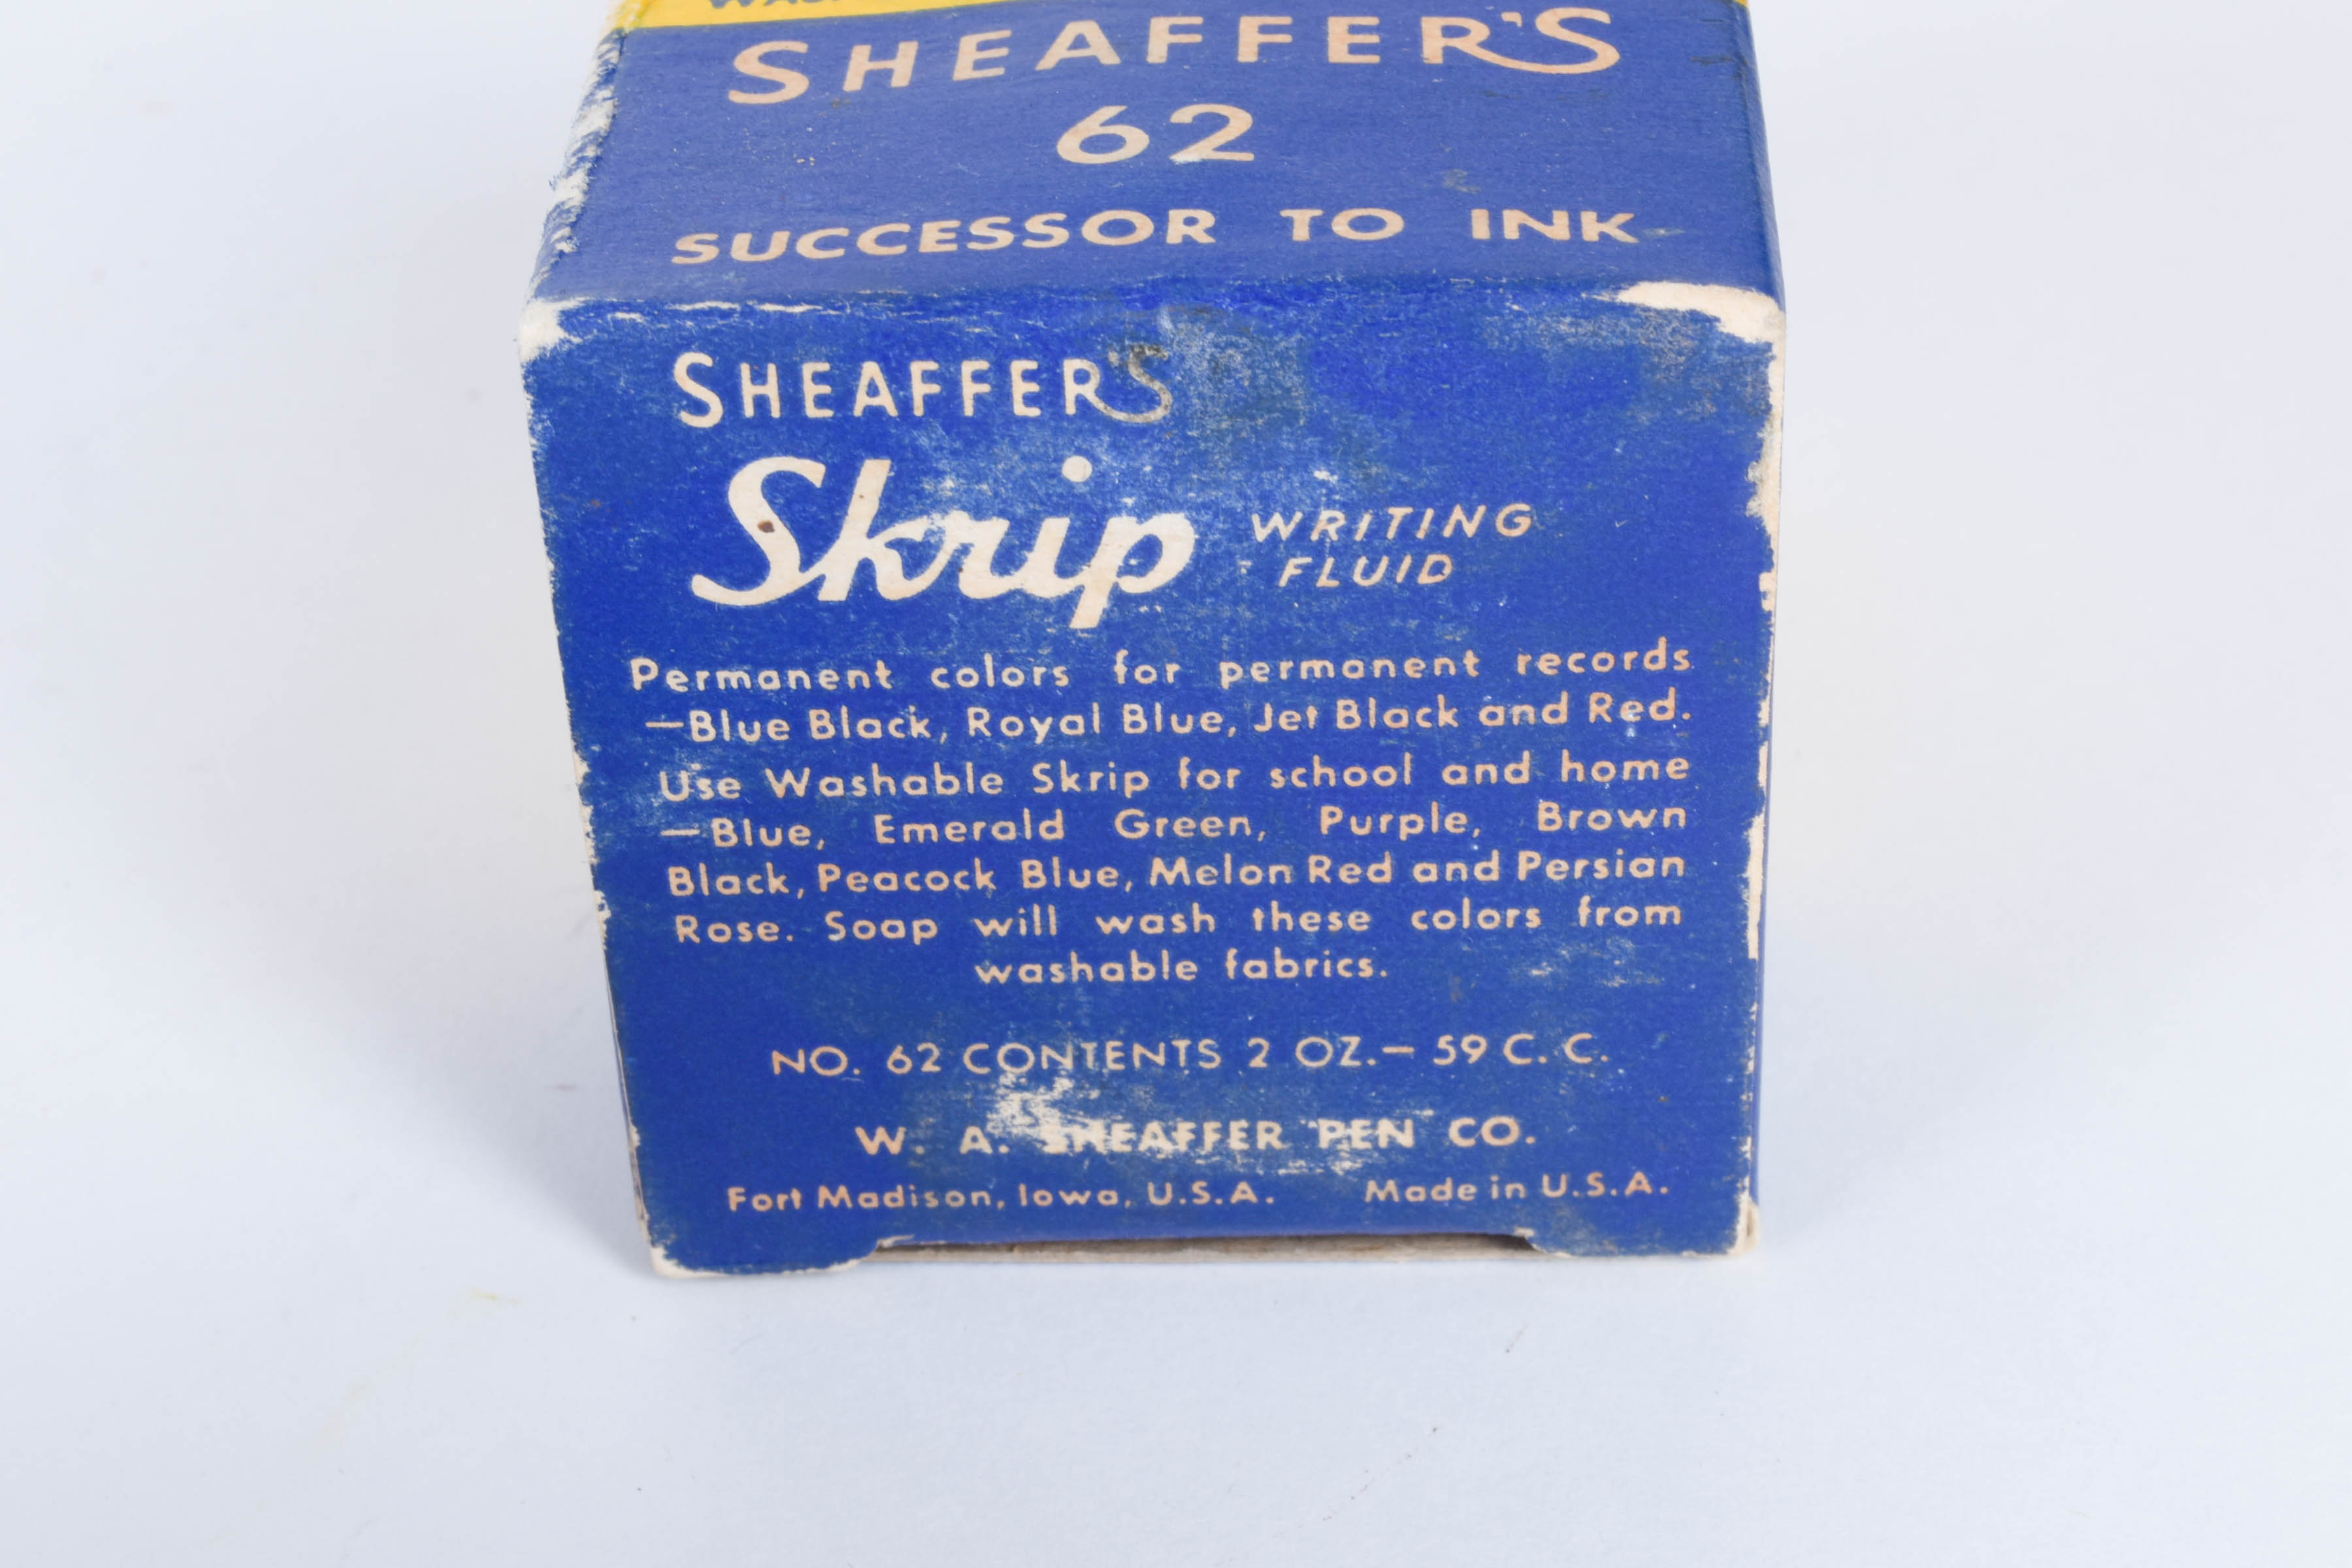 SHEAFFER'S
62
SUCCESSOR TO INK
SHEAFFER'S
Skrip WRITING
FLUID
Permanent colors for permanent records
—Blue Black, Royal Blue, Jet Black and Red.
Use Washable Skrip for school and home
—Blue, Emerald Green, Purple, Brown
Black, Peacock Blue, Melon Red and Persian
Rose. Soap will wash these colors from
washable fabrics.
NO. 62 CONTENTS 2 OZ.— 59 C. C.
W. A. SHEAFFER PEN CO.
Fort Madison, Iowa, U.S.A. Made in U.S.A.